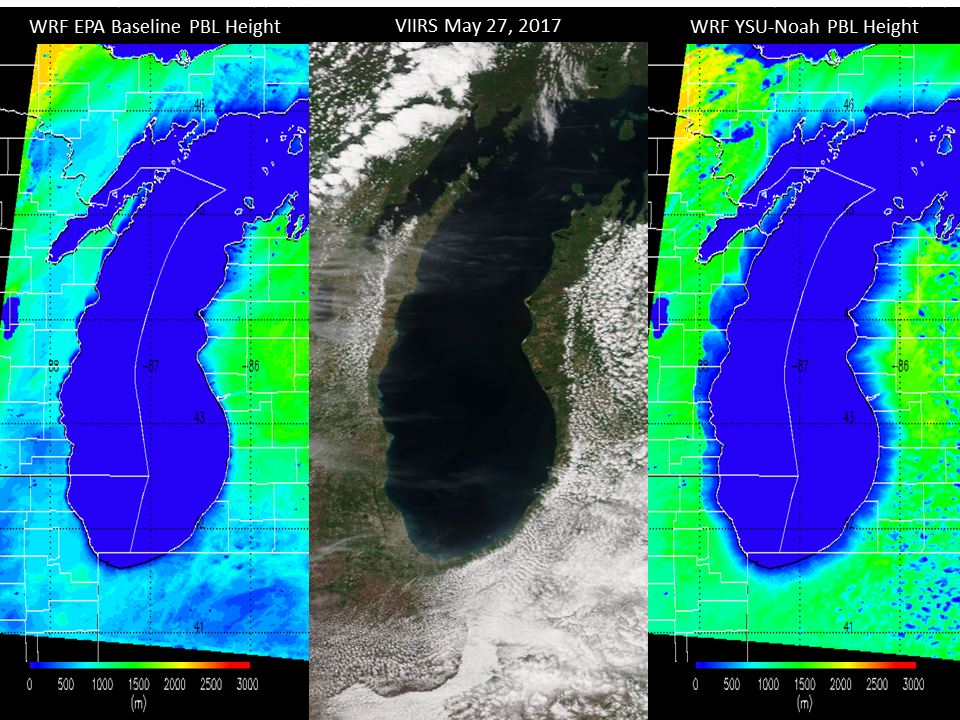 WRF EPA Baseline PBL Height
VIIRS May 27, 2017
WRF YSU-Noah PBL Height
46
88
-87
-86
43
41
0 500 1000 1500 2000 2500 3000
(m)
46
88
-87
-86
43
41
0 500 1000 1500 2000 2500 3000
(m)